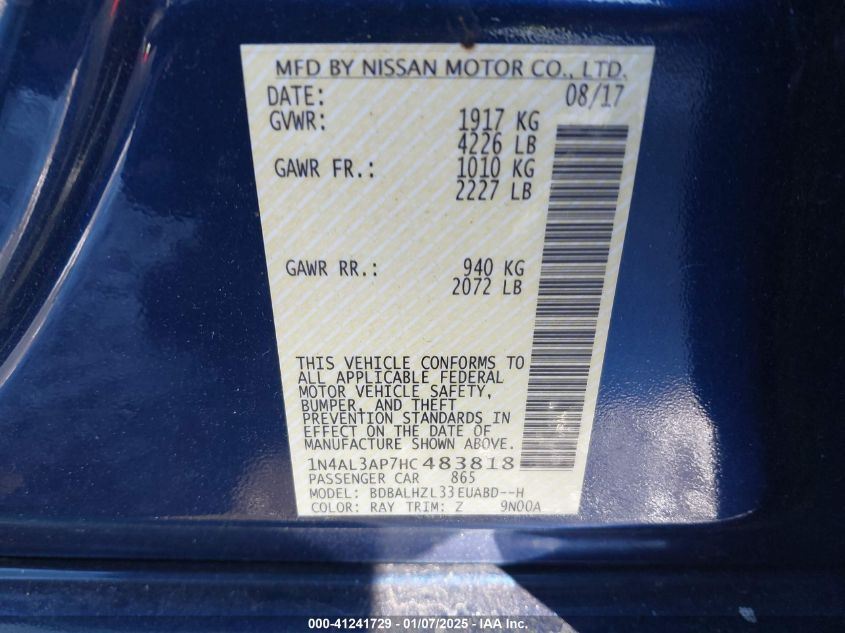 MFD BY NISSAN MOTOR CO., LTD.
DATE: 08/17
GVWR: 1917 KG
4226 LB
GAWR FR.: 1010 KG
2227 LB
GAWR RR.: 940 KG
2072 LB
THIS VEHICLE CONFORMS TO
ALL APPLICABLE FEDERAL
MOTOR VEHICLE SAFETY,
BUMPER, AND THEFT
PREVENTION STANDARDS IN
EFFECT ON THE DATE OF
MANUFACTURE SHOWN ABOVE.
1N4AL3AP7HC483818
PASSENGER CAR 865
MODEL: BDBALHZL33EUABD--H
COLOR: RAY TRIM: Z 9N00A
000-41241729 - 01/07/2025 - IAA Inc.